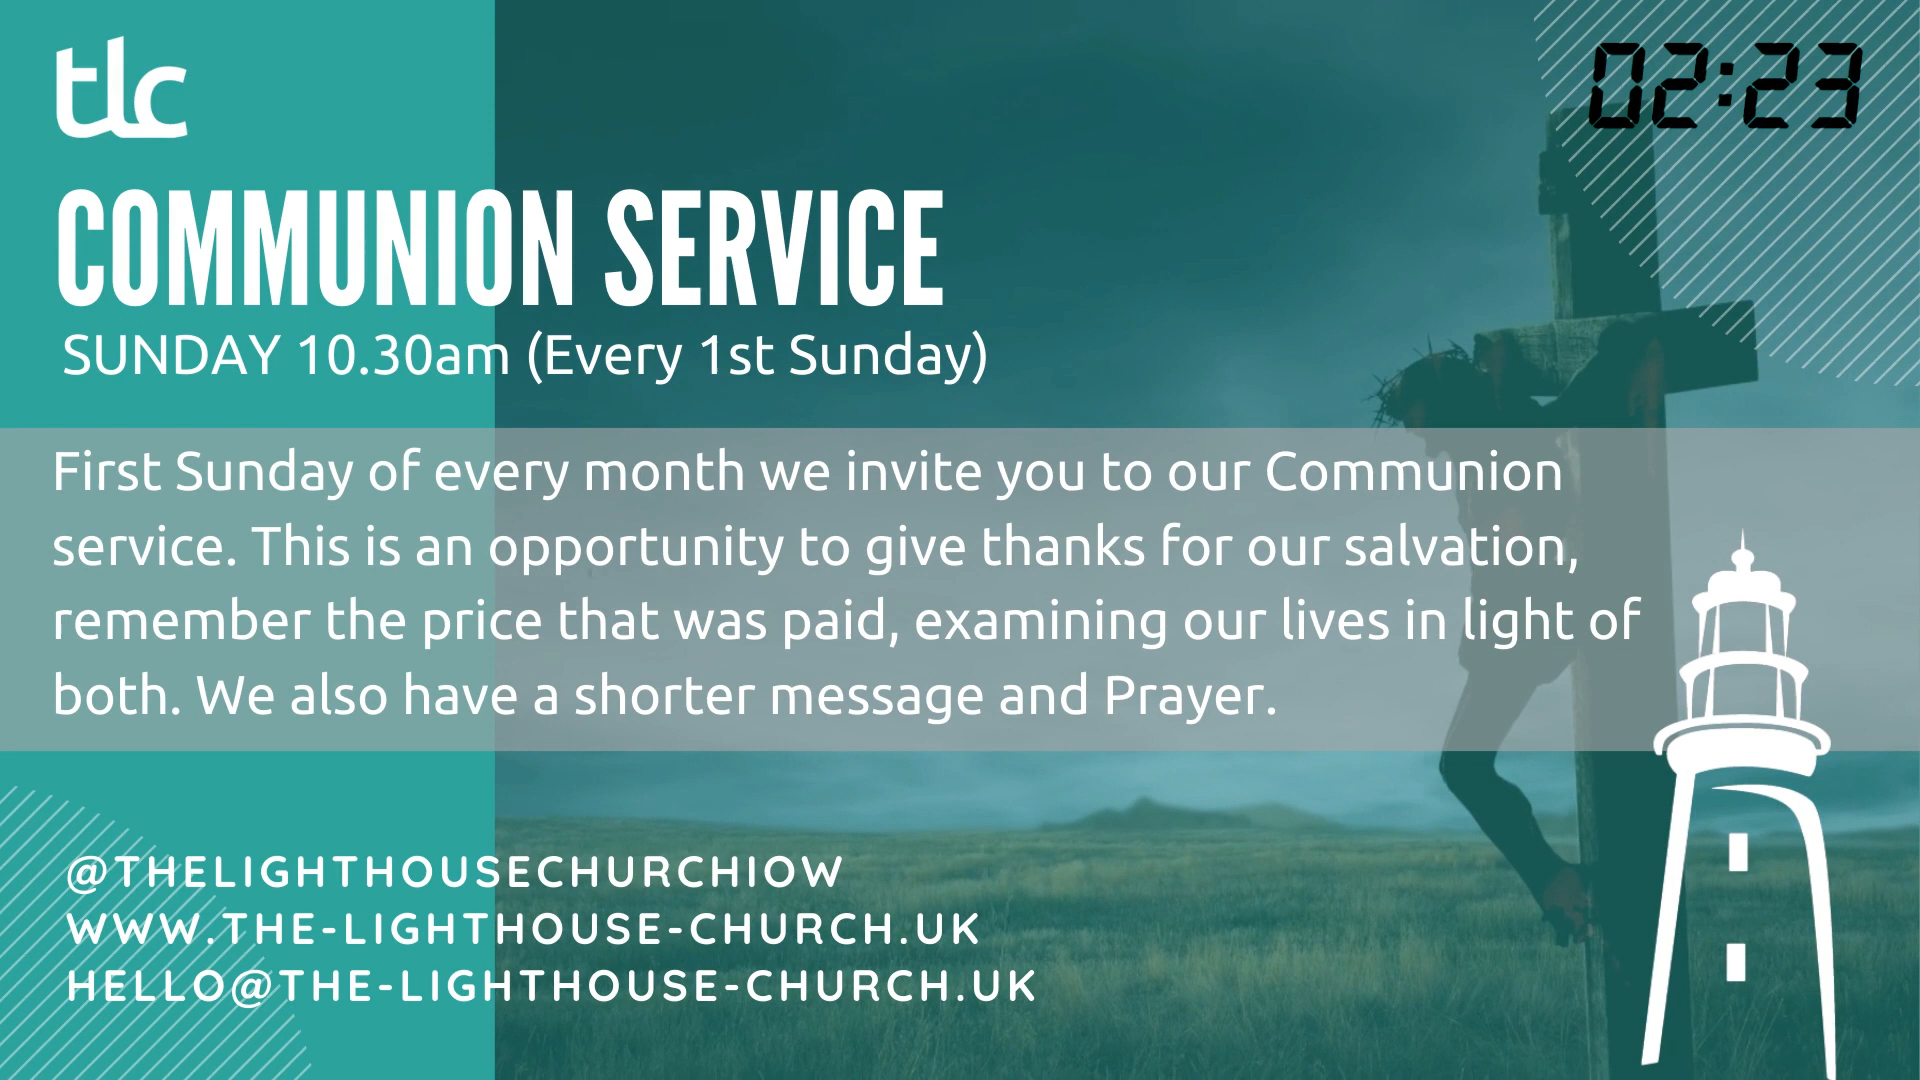 tlc
02:23
COMMUNION SERVICE
SUNDAY 10.30am (Every 1st Sunday)
First Sunday of every month we invite you to our Communion
service. This is an opportunity to give thanks for our salvation,
remember the price that was paid, examining our lives in light of
both. We also have a shorter message and Prayer.
@THELIGHTHOUSECHURCHIOW
WWW.THE-LIGHTHOUSE-CHURCH.UK
HELLO@THE-LIGHTHOUSE-CHURCH.UK